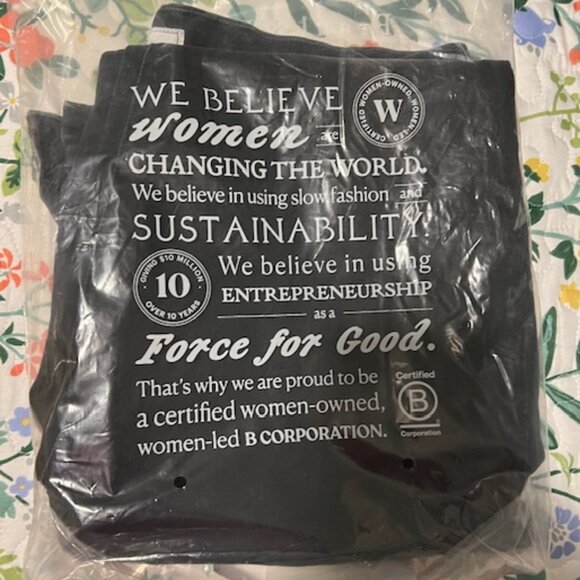 WE BELIEVE
Women are
CHANGING THE WORLD.
We believe in using slow fashion and
SUSTAINABILITY.
We believe in using
ENTREPRENEURSHIP
as a
Force for Good.
That's why we are proud to be
a certified women-owned,
women-led B CORPORATION.
CERTIFIED WOMEN-OWNED, WOMEN-LED
W
GIVING $10 MILLION
10
OVER 10 YEARS
Certified
B
Corporation